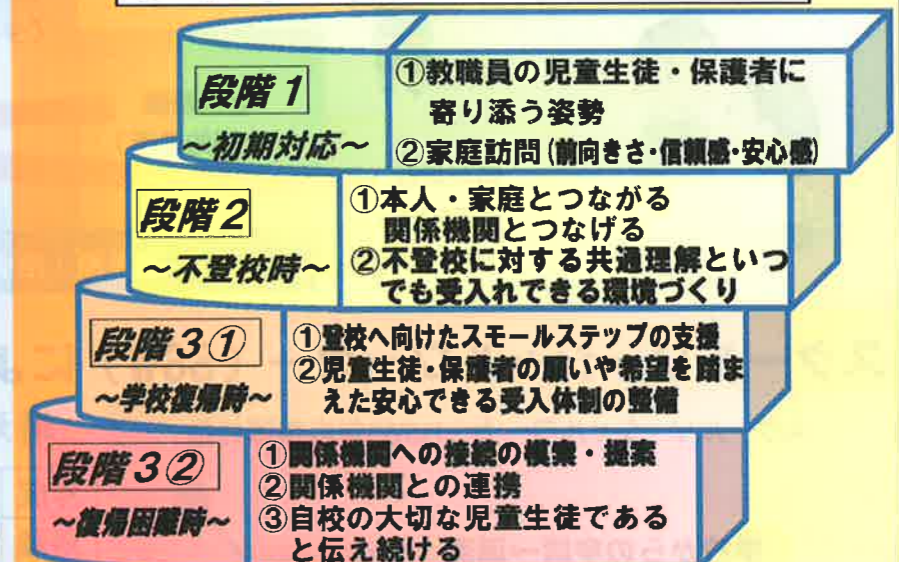 段階1
～初期対応～
①教職員の児童生徒・保護者に
寄り添う姿勢
②家庭訪問(前向きさ・信頼感・安心感)
段階2
～不登校時～
①本人・家庭とつながる
関係機関とつなげる
②不登校に対する共通理解といつ
でも受入れできる環境づくり
段階3①
～学校復帰時～
①登校へ向けたスモールステップの支援
②児童生徒・保護者の願いや希望を踏ま
えた安心できる受入体制の整備
段階3②
～復帰困難時～
①関係機関への接続の模索・提案
②関係機関との連携
③自校の大切な児童生徒である
と伝え続ける